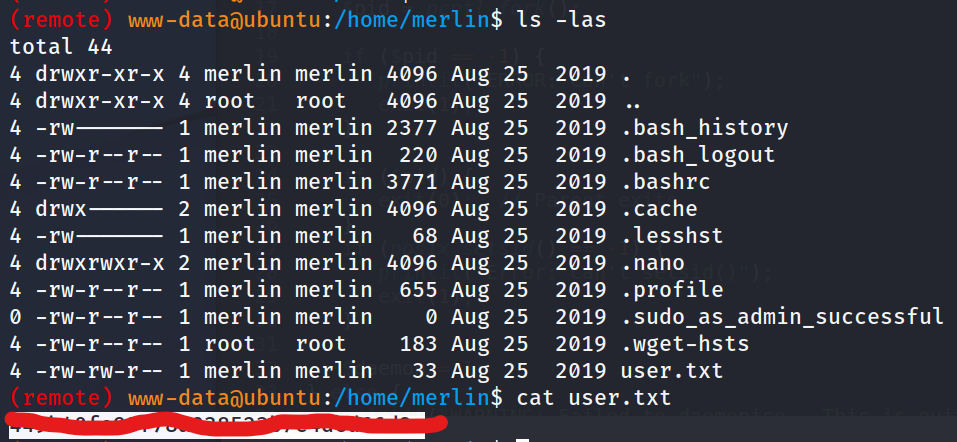 (remote) www-data@ubuntu:/home/merlin$ ls -las
total 44
4 drwxr-xr-x 4 merlin merlin 4096 Aug 25  2019 .
4 drwxr-xr-x 4 root   root   4096 Aug 25  2019 ..
4 -rw------- 1 merlin merlin 2377 Aug 25  2019 .bash_history
4 -rw-r--r-- 1 merlin merlin  220 Aug 25  2019 .bash_logout
4 -rw-r--r-- 1 merlin merlin 3771 Aug 25  2019 .bashrc
4 drwx------ 2 merlin merlin 4096 Aug 25  2019 .cache
4 -rw------- 1 merlin merlin   68 Aug 25  2019 .lesshst
4 drwxrwxr-x 2 merlin merlin 4096 Aug 25  2019 .nano
4 -rw-r--r-- 1 merlin merlin  655 Aug 25  2019 .profile
0 -rw-r--r-- 1 merlin merlin    0 Aug 25  2019 .sudo_as_admin_successful
4 -rw-r--r-- 1 root   root    183 Aug 25  2019 .wget-hsts
4 -rw-rw-r-- 1 merlin merlin   33 Aug 25  2019 user.txt
(remote) www-data@ubuntu:/home/merlin$ cat user.txt